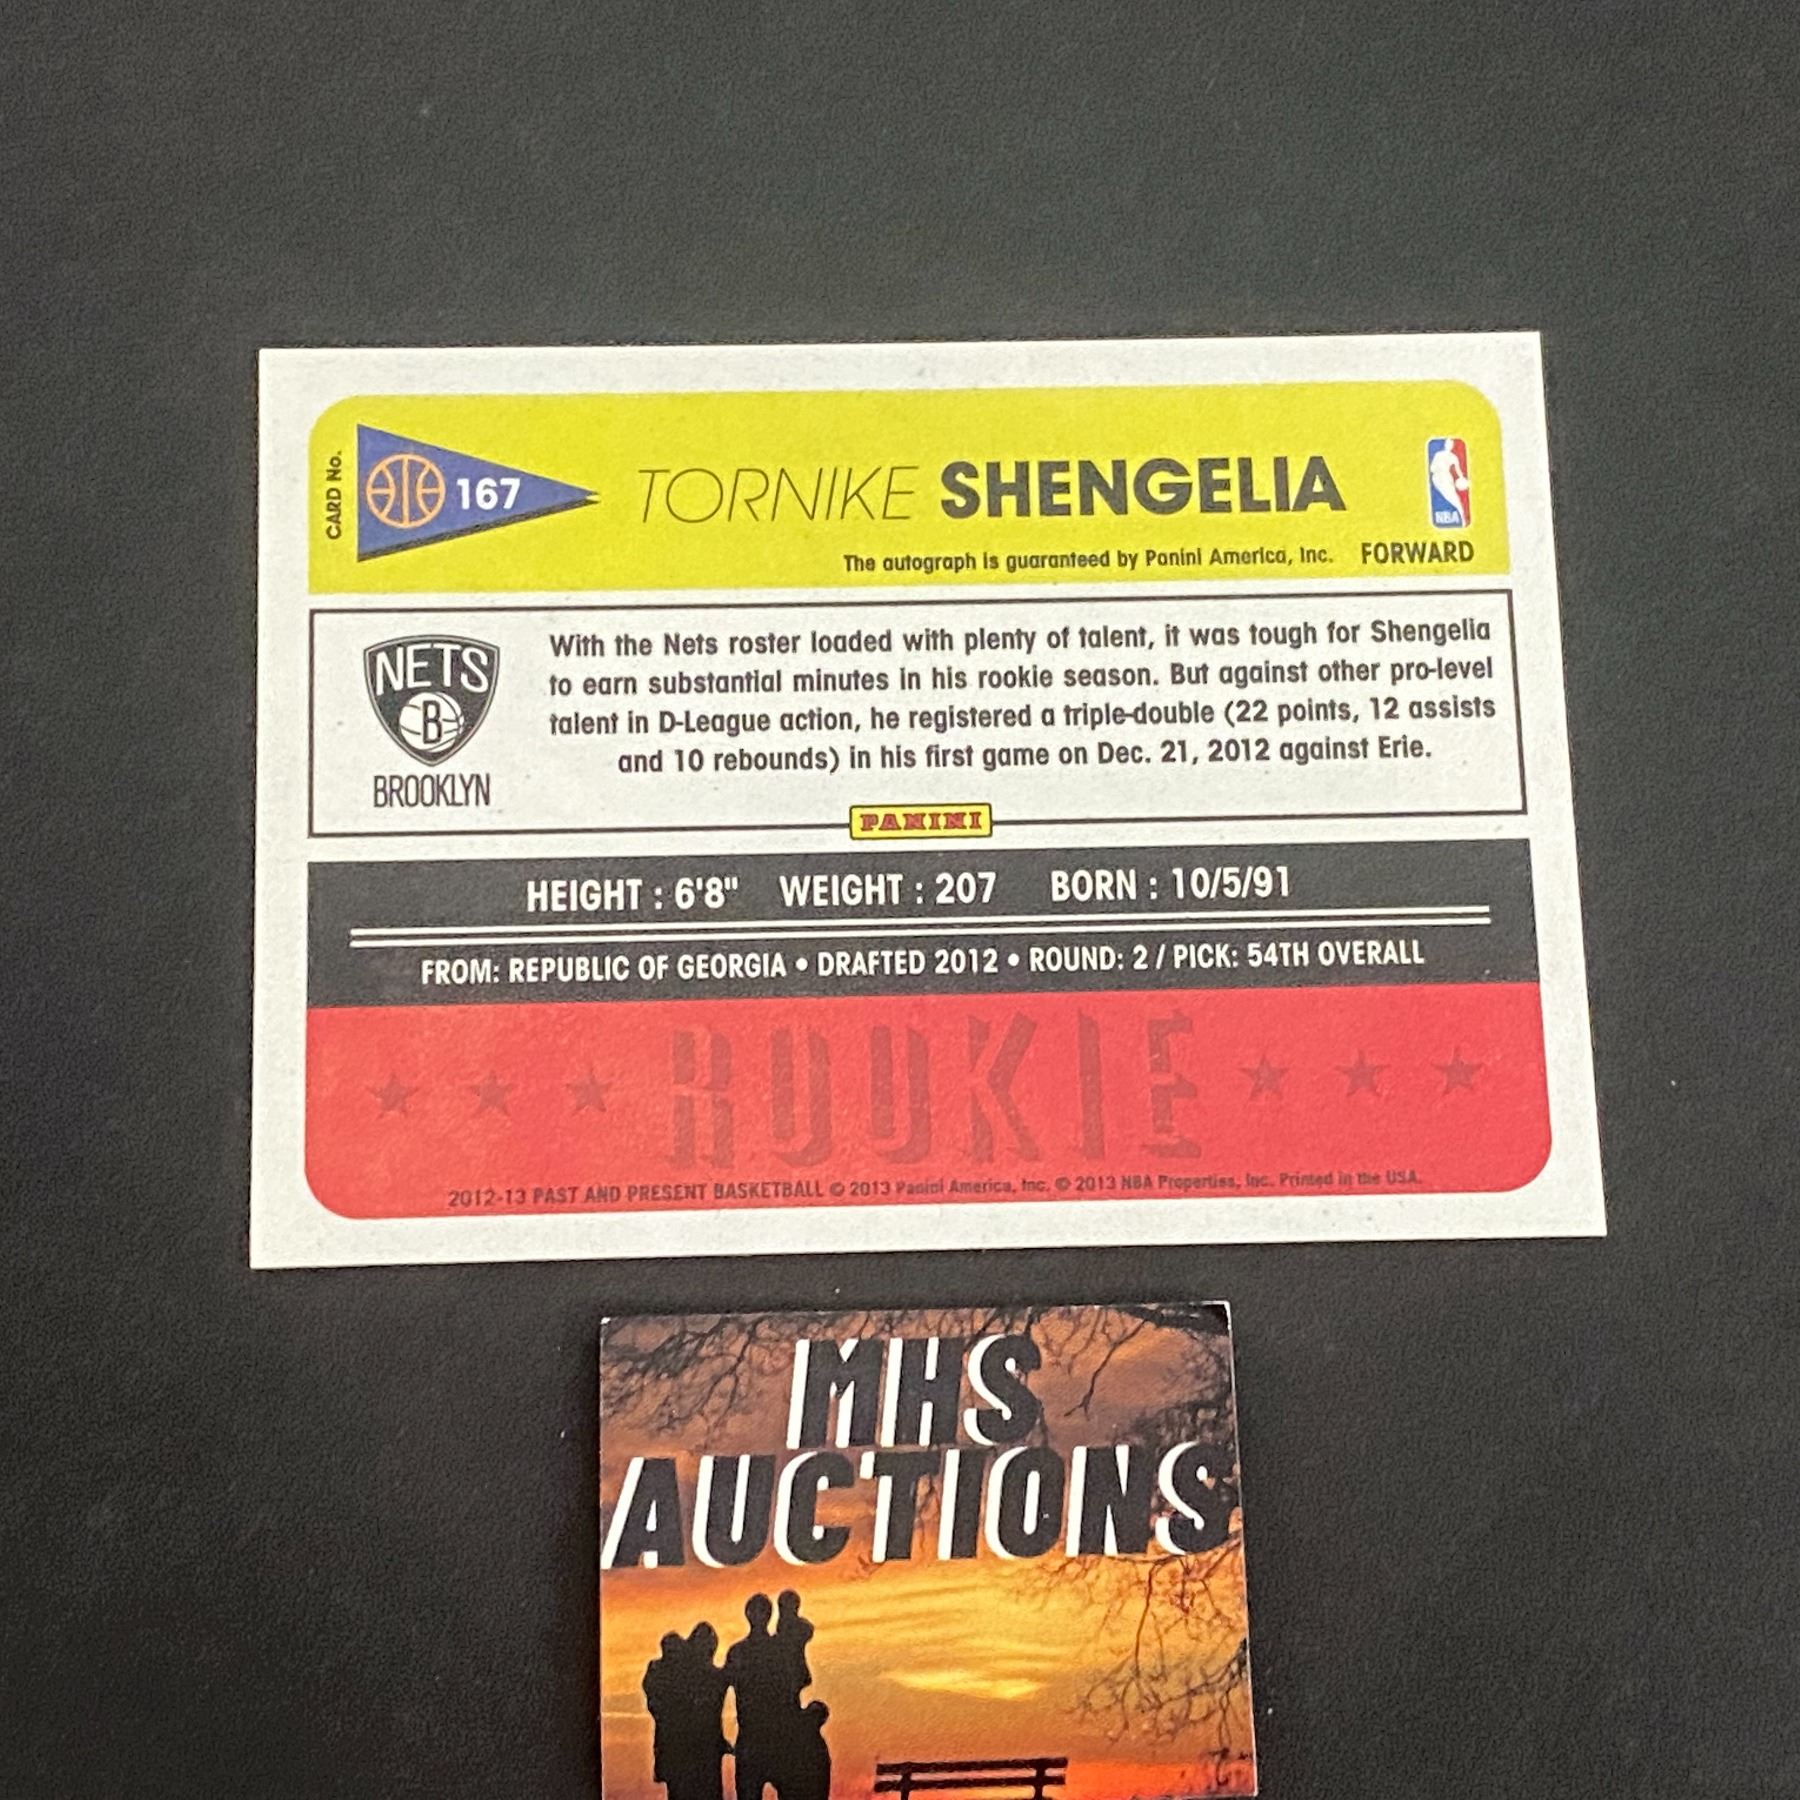 CARD No.
167
TORNIKE SHENGELIA
NBA
The autograph is guaranteed by Panini America, Inc. FORWARD
NETS
B
BROOKLYN
With the Nets roster loaded with plenty of talent, it was tough for Shengelia
to earn substantial minutes in his rookie season. But against other pro-level
talent in D-League action, he registered a triple-double (22 points, 12 assists
and 10 rebounds) in his first game on Dec. 21, 2012 against Erie.
PANINI
HEIGHT : 6'8" WEIGHT : 207 BORN : 10/5/91
FROM: REPUBLIC OF GEORGIA • DRAFTED 2012 • ROUND: 2 / PICK: 54TH OVERALL
ROOKIE
2012-13 PAST AND PRESENT BASKETBALL © 2013 Panini America, Inc. © 2013 NBA Properties, Inc. Printed in the USA.
MHS
AUCTIONS